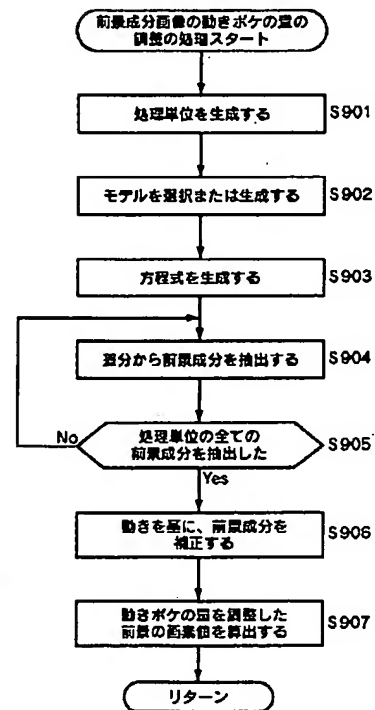 前景成分画像の動きボケの量の
調整の処理スタート
処理単位を生成する
S901
モデルを選択または生成する
S902
方程式を生成する
S903
差分から前景成分を抽出する
S904
処理単位の全ての
前景成分を抽出した
S905
No
Yes
動きを基に、前景成分を
補正する
S906
動きボケの量を調整した
前景の画素値を算出する
S907
リターン